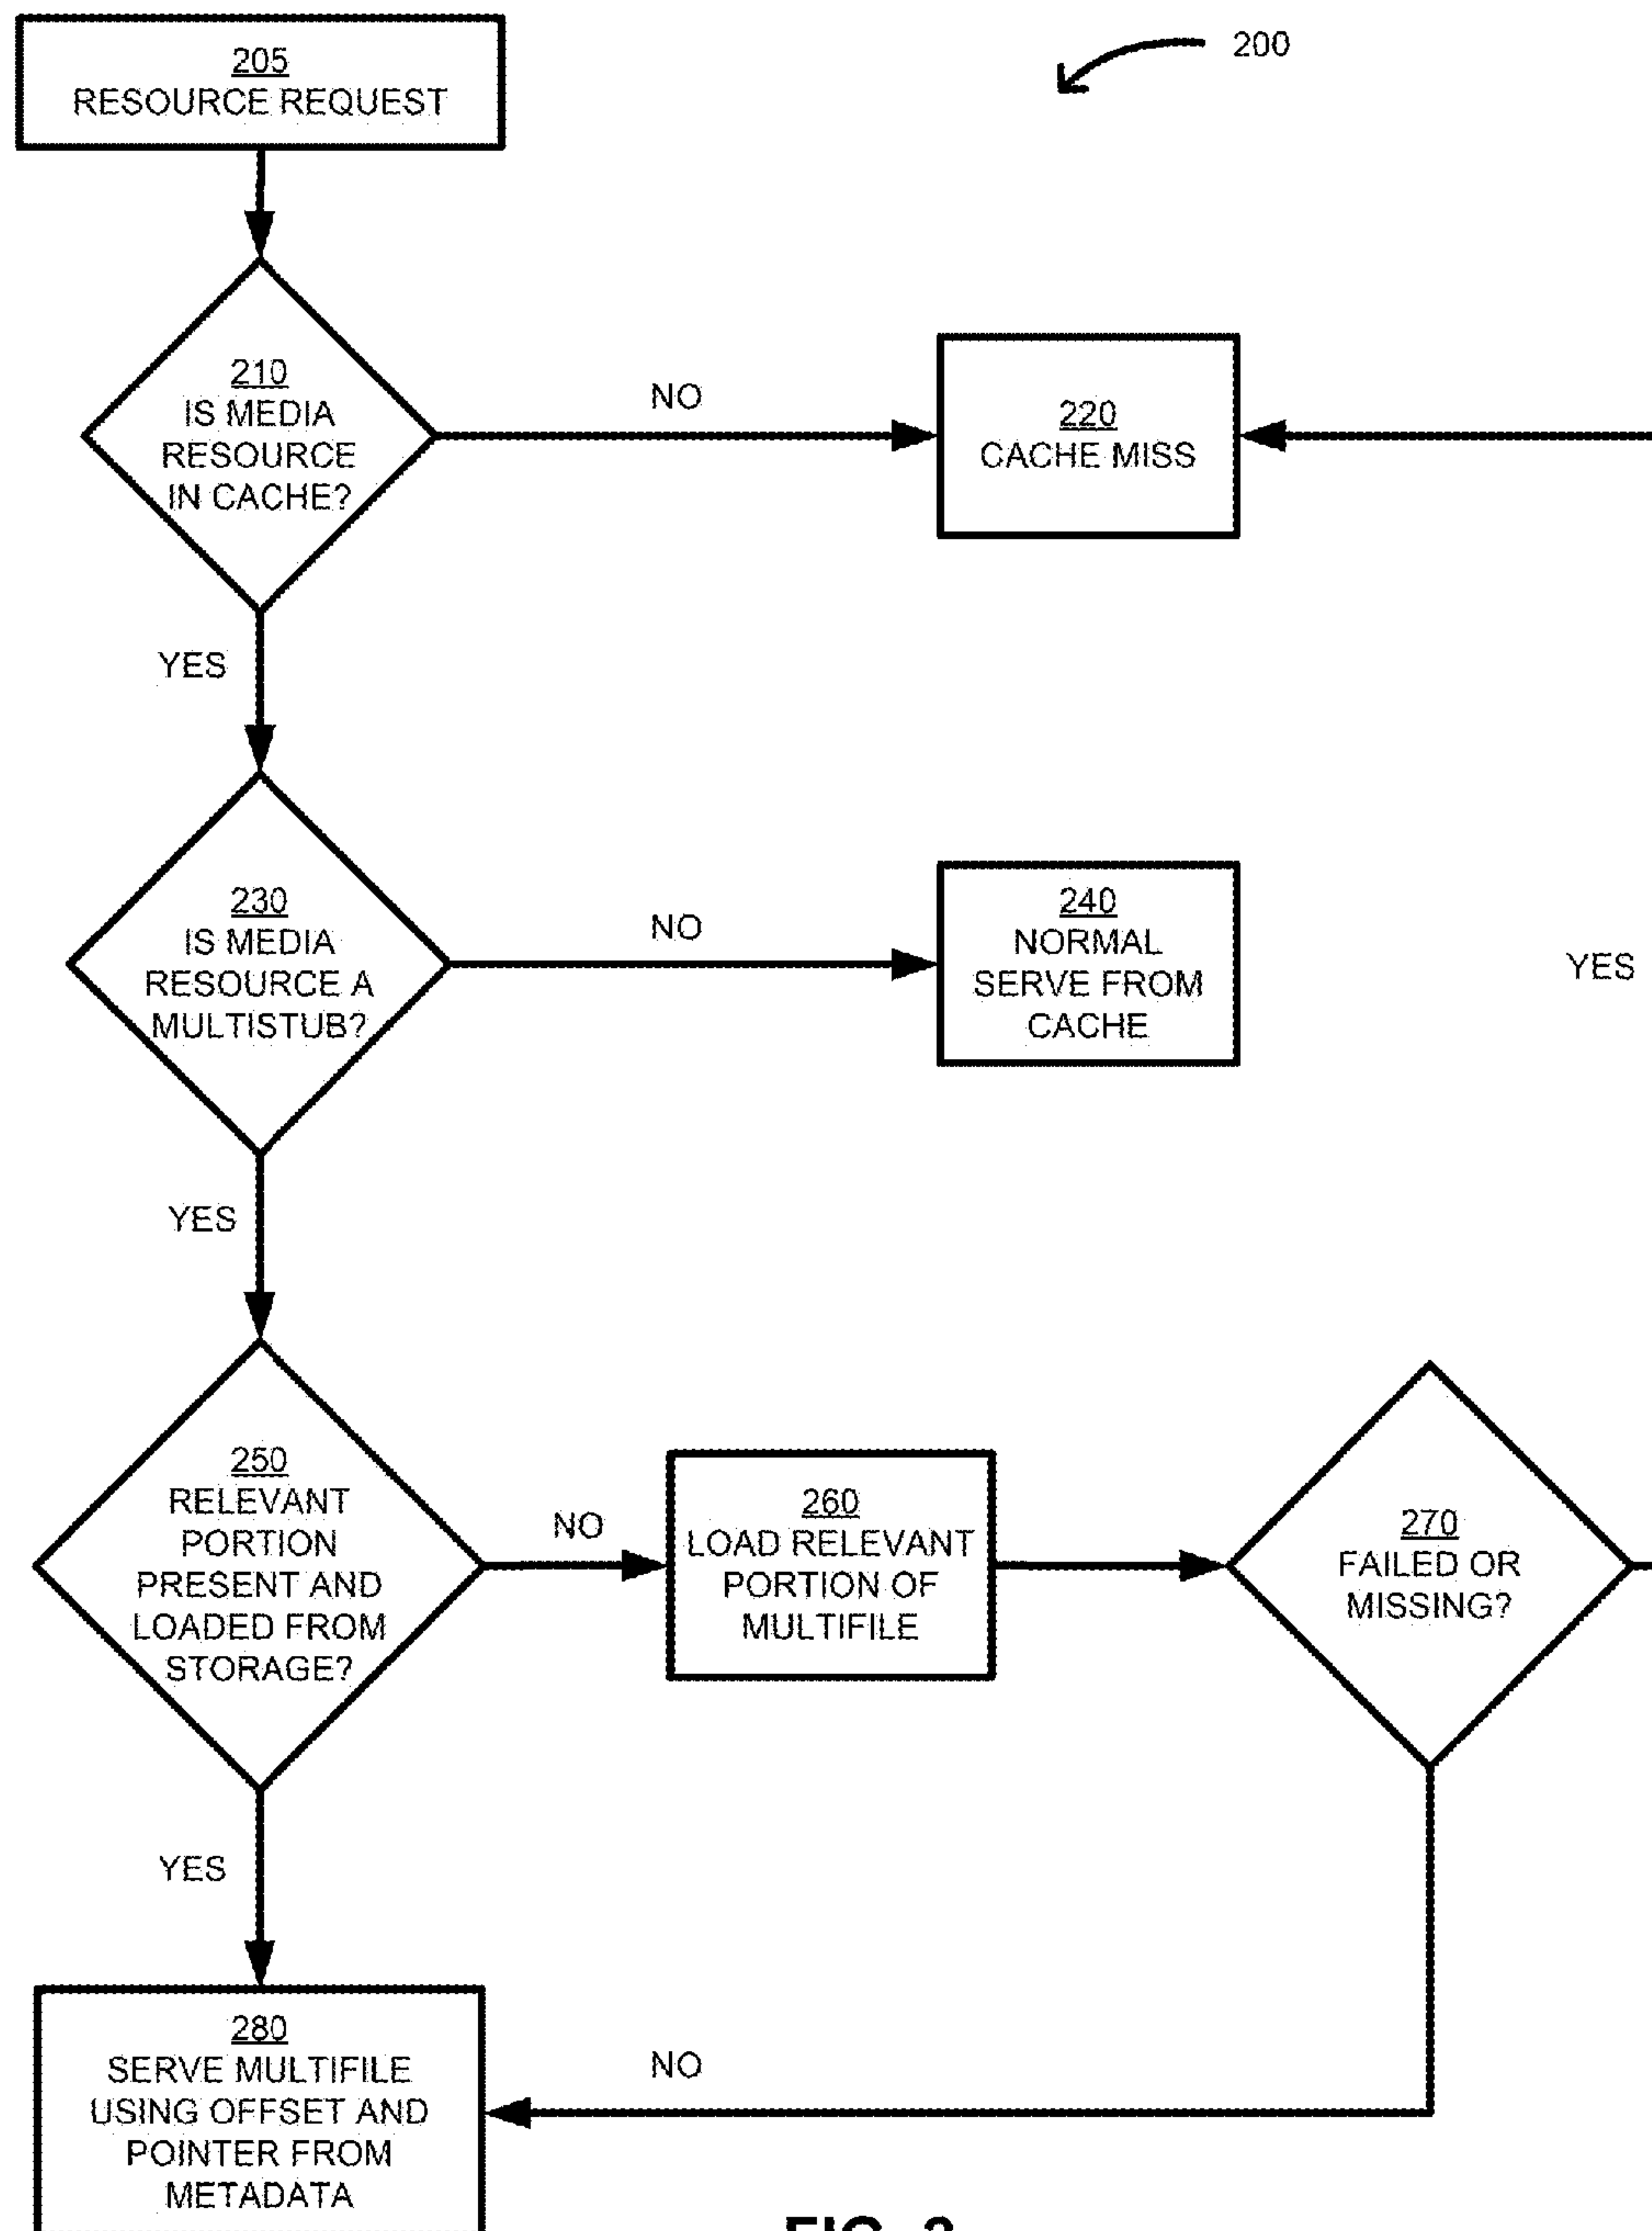 205
RESOURCE REQUEST
200
210
IS MEDIA
RESOURCE
IN CACHE?
NO
220
CACHE MISS
YES
230
IS MEDIA
RESOURCE A
MULTISTUB?
NO
240
NORMAL
SERVE FROM
CACHE
YES
YES
250
RELEVANT
PORTION
PRESENT AND
LOADED FROM
STORAGE?
NO
260
LOAD RELEVANT
PORTION OF
MULTIFILE
270
FAILED OR
MISSING?
YES
280
SERVE MULTIFILE
USING OFFSET AND
POINTER FROM
METADATA
NO
FIG.